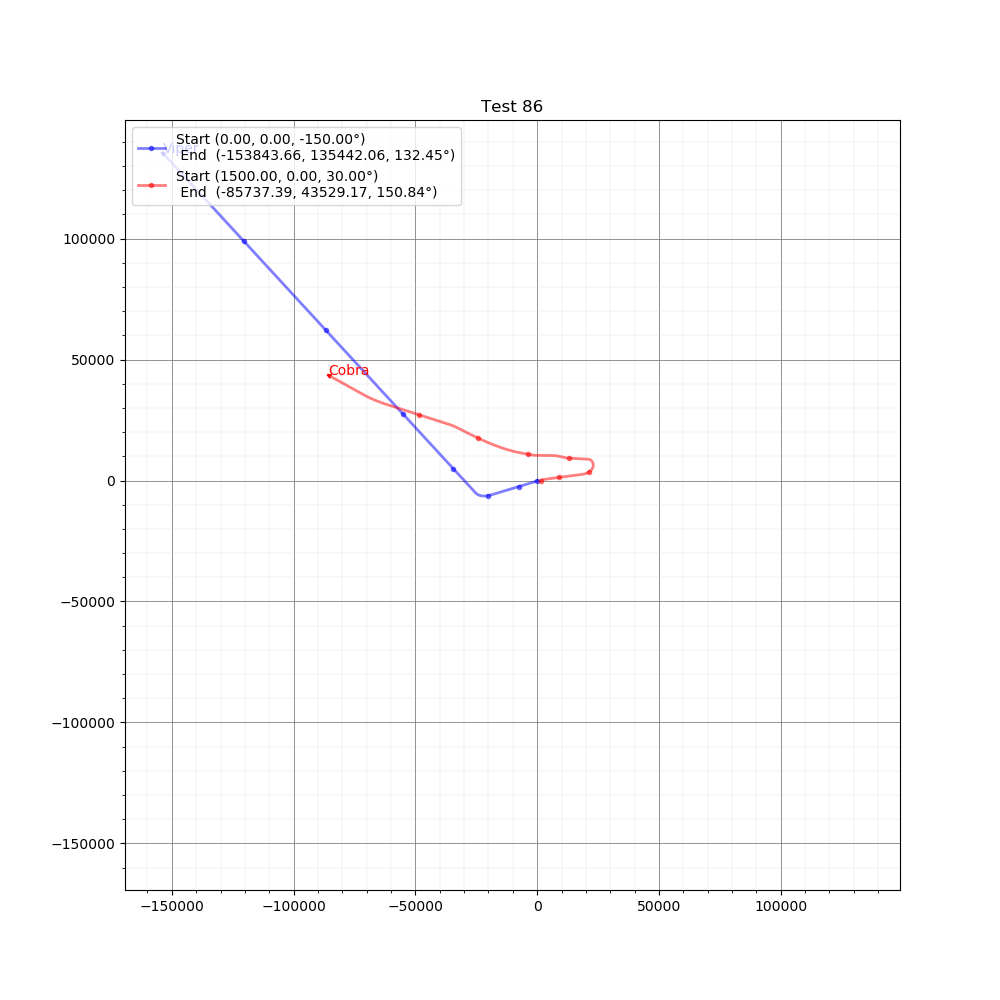 Test 86
Start (0.00, 0.00, -150.00°)
End  (-153843.66, 135442.06, 132.45°)
Start (1500.00, 0.00, 30.00°)
End  (-85737.39, 43529.17, 150.84°)
Viper
Cobra
100000
50000
0
−50000
−100000
−150000
−150000 −100000 −50000 0 50000 100000